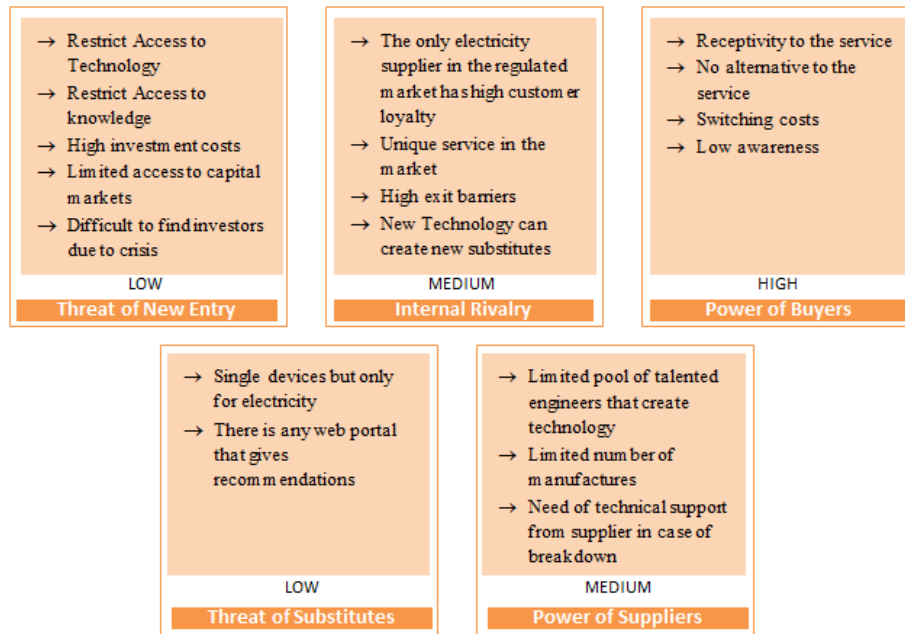 → Restrict Access to
Technology
→ Restrict Access to
knowledge
→ High investment costs
→ Limited access to capital
markets
→ Difficult to find investors
due to crisis
LOW
Threat of New Entry
→ The only electricity
supplier in the regulated
market has high customer
loyalty
→ Unique service in the
market
→ High exit barriers
→ New Technology can
create new substitutes
MEDIUM
Internal Rivalry
→ Receptivity to the service
→ No alternative to the
service
→ Switching costs
→ Low awareness
HIGH
Power of Buyers
→ Single devices but only
for electricity
→ There is any web portal
that gives
recommendations
LOW
Threat of Substitutes
→ Limited pool of talented
engineers that create
technology
→ Limited number of
manufactures
→ Need of technical support
from supplier in case of
breakdown
MEDIUM
Power of Suppliers